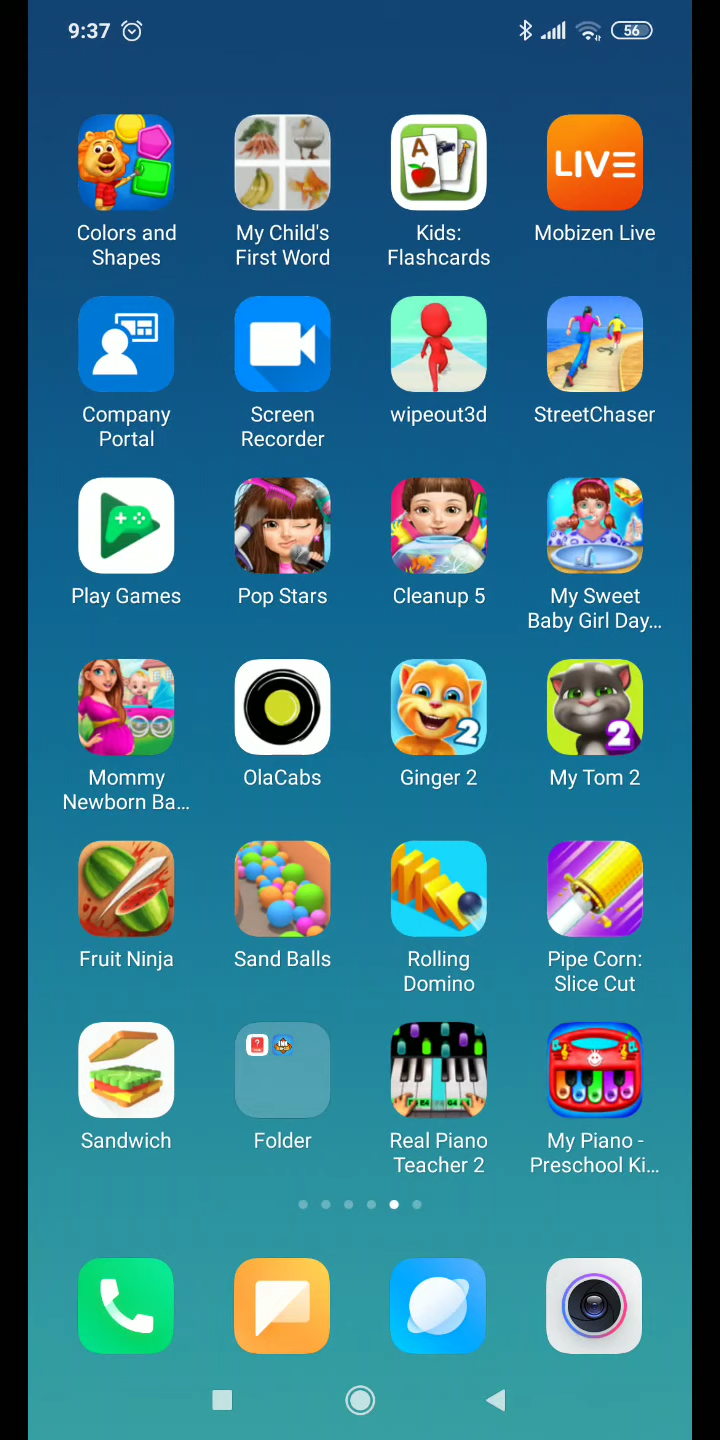 9:37
56
LIVE
A
Colors and
Shapes
My Child's
First Word
Kids:
Flashcards
Mobizen Live
Company
Portal
Screen
Recorder
wipeout3d
StreetChaser
Play Games
Pop Stars
Cleanup 5
My Sweet
Baby Girl Day...
2
2
Mommy
Newborn Ba...
OlaCabs
Ginger 2
My Tom 2
Fruit Ninja
Sand Balls
Rolling
Domino
Pipe Corn:
Slice Cut
Sandwich
Folder
Real Piano
Teacher 2
My Piano -
Preschool Ki...